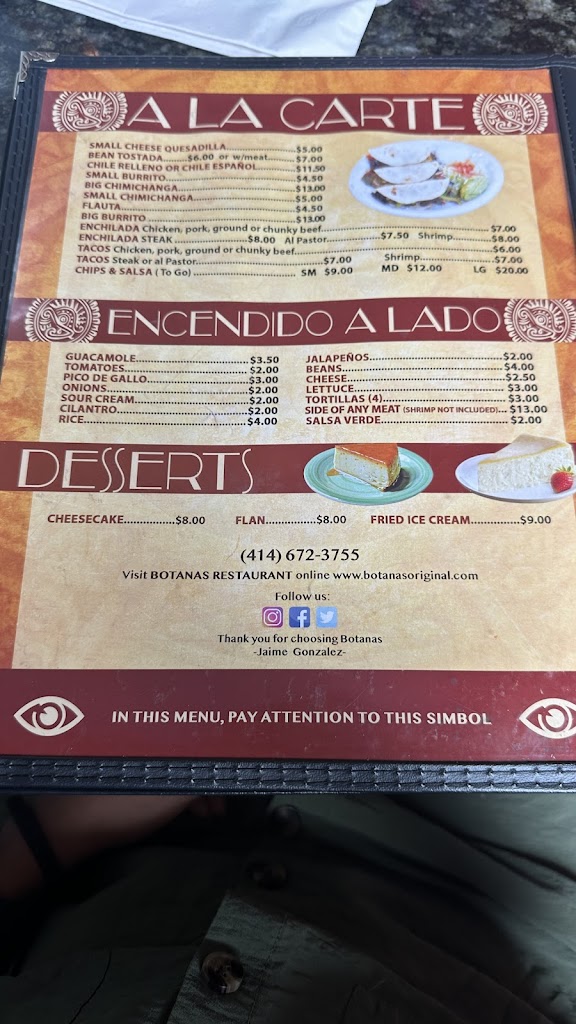 A LA CARTE
SMALL CHEESE QUESADILLA....................$5.00
BEAN TOSTADA.......$6.00 or w/meat.......$7.00
CHILE RELLENO OR CHILE ESPAÑOL..........$11.50
SMALL BURRITO...................................$4.50
BIG CHIMICHANGA..............................$13.00
SMALL CHIMICHANGA..........................$5.00
FLAUTA..............................................$4.50
BIG BURRITO......................................$13.00
ENCHILADA Chicken, pork, ground or chunky beef..................................................$7.00
ENCHILADA STEAK .....................$8.00 Al Pastor................$7.50 Shrimp...........$8.00
TACOS Chicken, pork, ground or chunky beef..........................................................$6.00
TACOS Steak or al Pastor....................................$7.00 Shrimp.....................$7.00
CHIPS & SALSA ( To Go) ............................. SM $9.00 MD $12.00 LG $20.00
ENCENDIDO A LADO
GUACAMOLE..................................$3.50
TOMATOES.....................................$2.00
PICO DE GALLO...............................$3.00
ONIONS..........................................$2.00
SOUR CREAM..................................$2.00
CILANTRO.......................................$2.00
RICE................................................$4.00
JALAPEÑOS.....................................$2.00
BEANS.............................................$4.00
CHEESE...........................................$2.50
LETTUCE.........................................$3.00
TORTILLAS (4)..................................$3.00
SIDE OF ANY MEAT (SHRIMP NOT INCLUDED)... $13.00
SALSA VERDE...................................$2.00
DESSERTS
CHEESECAKE..............$8.00 FLAN..............$8.00 FRIED ICE CREAM..............$9.00
(414) 672-3755
Visit BOTANAS RESTAURANT online www.botanasoriginal.com
Follow us:
Thank you for choosing Botanas
-Jaime Gonzalez-
IN THIS MENU, PAY ATTENTION TO THIS SIMBOL